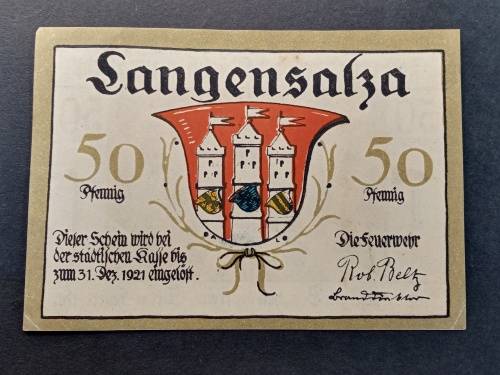 Langensalza
50
Pfennig
50
Pfennig
Dieser Schein wird bei
der städtischen Kasse bis
zum 31. Dez. 1921 eingelöst.
Die Feuerwehr
Rob. Beltz
Branddirektor
A L